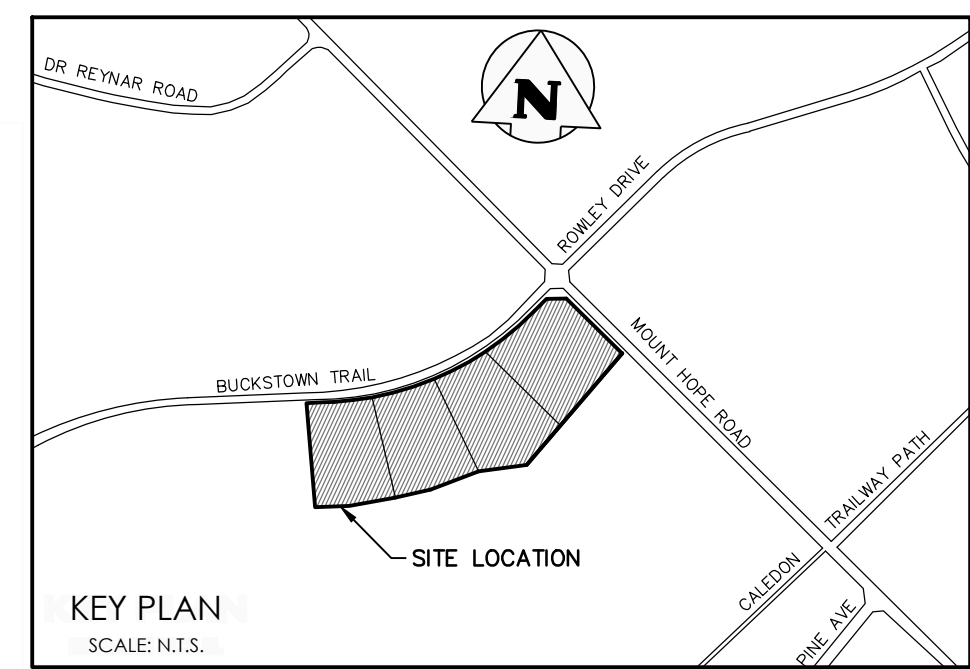 DR REYNAR ROAD
N
ROWLEY DRIVE
MOUNT HOPE ROAD
BUCKSTOWN TRAIL
TRAILWAY PATH
SITE LOCATION
CALEDON
PINE AVE
KEY PLAN
SCALE: N.T.S.